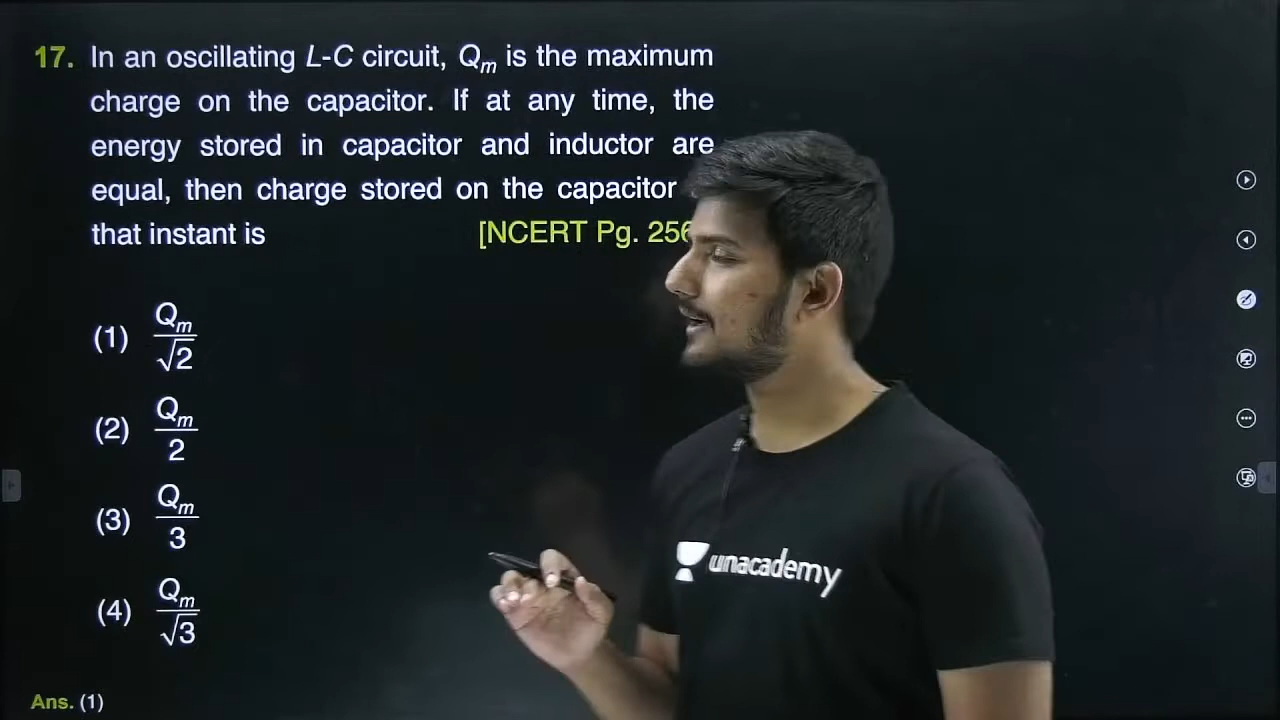 17. In an oscillating L-C circuit, Qm is the maximum
charge on the capacitor. If at any time, the
energy stored in capacitor and inductor are
equal, then charge stored on the capacitor
that instant is [NCERT Pg. 256
(1) Qm/√2
(2) Qm/2
(3) Qm/3
(4) Qm/√3
unacademy
Ans. (1)